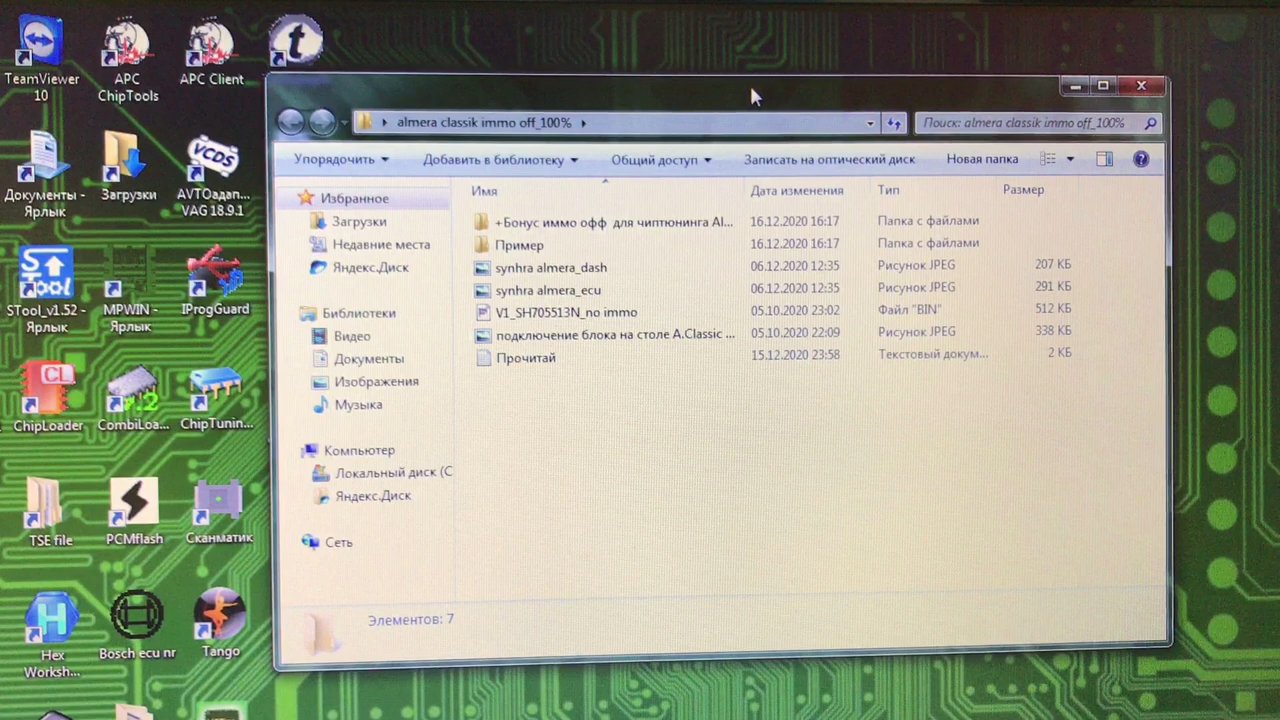 TeamViewer
10
APC
ChipTools
APC Client
t
almera classik immo off_100%
Поиск: almera classik immo off_100%
Упорядочить
Добавить в библиотеку
Общий доступ
Записать на оптический диск
Новая папка
Документы -
Ярлык
Загрузки
VCDS
AVTOадап...
VAG 18.9.1
STool
STool_v1.52 -
Ярлык
MPWIN -
Ярлык
IProgGuard
CL
ChipLoader
v.2
CombiLoa...
ChipTunin...
TSE file
PCMflash
Сканматик
H
Hex
Worksh...
Bosch ecu nr
Tango
Избранное
Загрузки
Недавние места
Яндекс.Диск
Библиотеки
Видео
Документы
Изображения
Музыка
Компьютер
Локальный диск (C
Яндекс.Диск
Сеть
Имя Дата изменения Тип Размер
+Бонус иммо офф для чиптюнинга Al... 16.12.2020 16:17 Папка с файлами
Пример 16.12.2020 16:17 Папка с файлами
synhra almera_dash 06.12.2020 12:35 Рисунок JPEG 207 КБ
synhra almera_ecu 06.12.2020 12:35 Рисунок JPEG 291 КБ
V1_SH705513N_no immo 05.10.2020 23:02 Файл "BIN" 512 КБ
подключение блока на столе A.Classic ... 05.10.2020 22:09 Рисунок JPEG 338 КБ
Прочитай 15.12.2020 23:58 Текстовый докум... 2 КБ
Элементов: 7